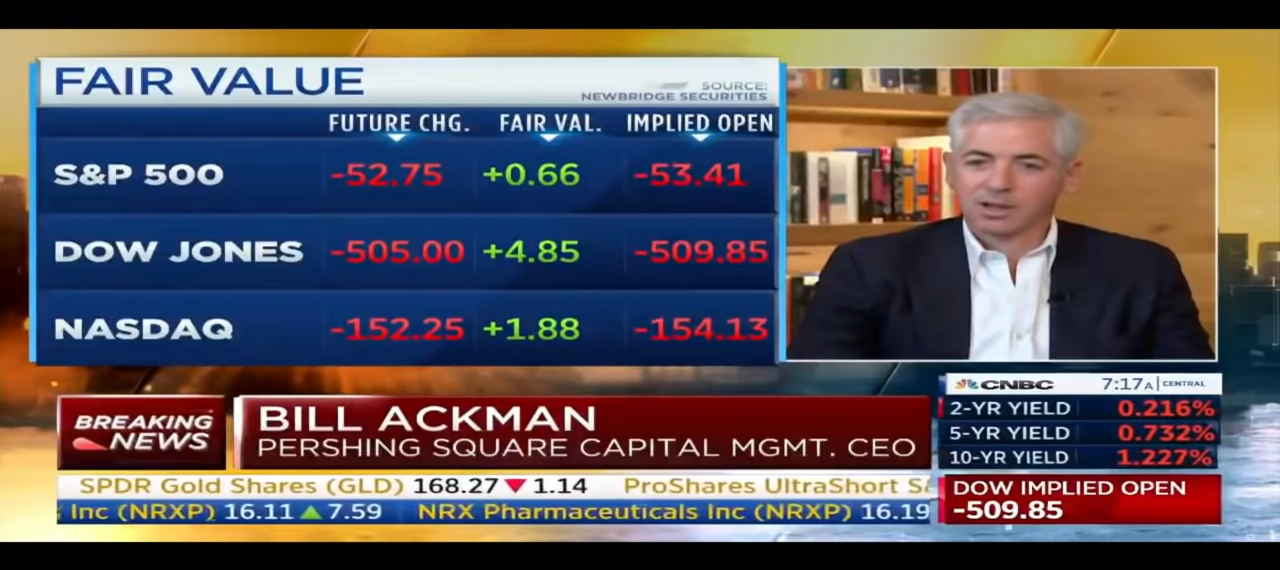 FAIR VALUE
SOURCE:
NEWBRIDGE SECURITIES
FUTURE CHG. FAIR VAL. IMPLIED OPEN
S&P 500 -52.75 +0.66 -53.41
DOW JONES -505.00 +4.85 -509.85
NASDAQ -152.25 +1.88 -154.13
BREAKING
NEWS
BILL ACKMAN
PERSHING SQUARE CAPITAL MGMT. CEO
CNBC 7:17A CENTRAL
2-YR YIELD 0.216%
5-YR YIELD 0.732%
10-YR YIELD 1.227%
SPDR Gold Shares (GLD) 168.27 ▼ 1.14 ProShares UltraShort
Inc (NRXP) 16.11 ▲ 7.59 NRX Pharmaceuticals Inc (NRXP) 16.19
DOW IMPLIED OPEN
-509.85